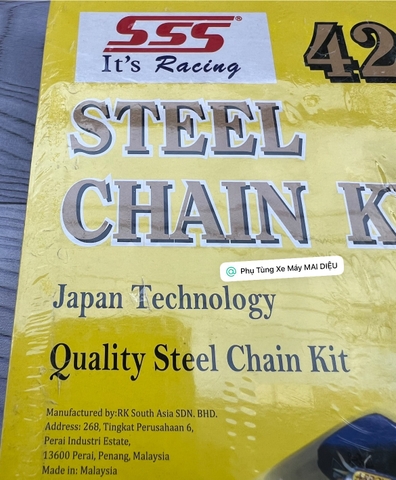 SSS
It's Racing
42
STEEL
CHAIN K
@ Phụ Tùng Xe Máy MAI DIỆU
Japan Technology
Quality Steel Chain Kit
Manufactured by:RK South Asia SDN. BHD.
Address: 268, Tingkat Perusahaan 6,
Perai Industri Estate,
13600 Perai, Penang, Malaysia
Made in: Malaysia